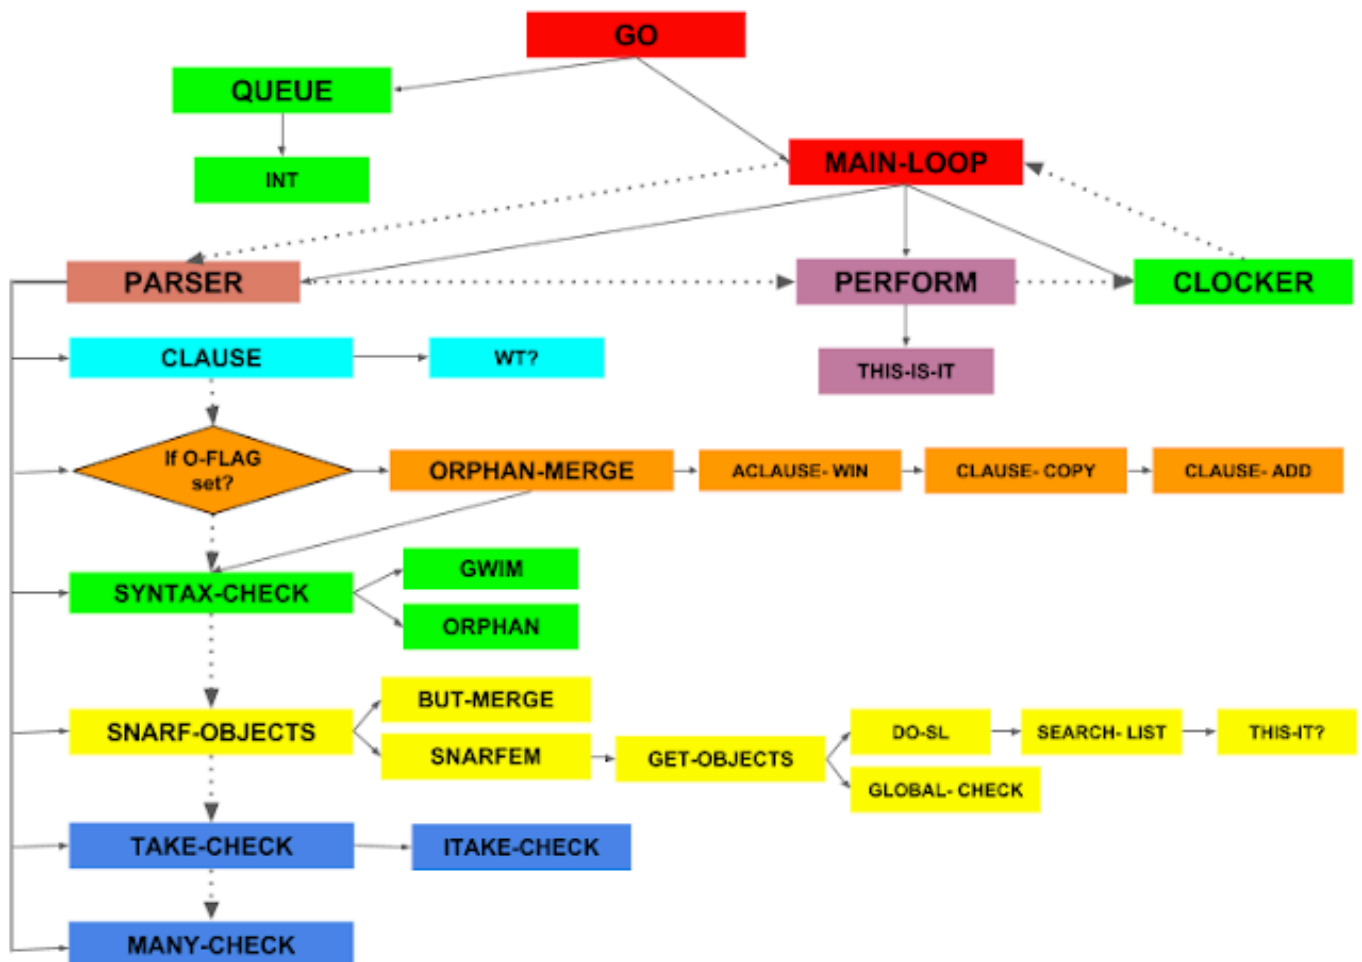 GO
QUEUE
INT
MAIN-LOOP
PARSER
PERFORM
CLOCKER
CLAUSE
WT?
THIS-IS-IT
If O-FLAG
set?
ORPHAN-MERGE
ACLAUSE- WIN
CLAUSE- COPY
CLAUSE- ADD
SYNTAX-CHECK
GWIM
ORPHAN
SNARF-OBJECTS
BUT-MERGE
SNARFEM
GET-OBJECTS
DO-SL
SEARCH- LIST
THIS-IT?
GLOBAL- CHECK
TAKE-CHECK
ITAKE-CHECK
MANY-CHECK